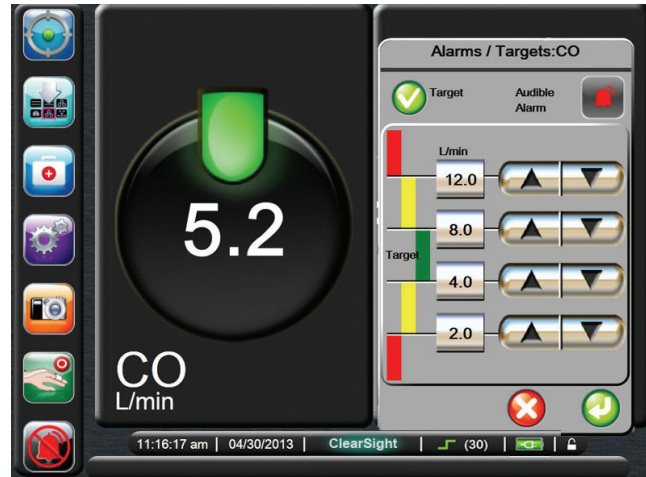 Alarms / Targets:CO
Target
Audible
Alarm
L/min
12.0
8.0
Target
4.0
2.0
5.2
CO
L/min
11:16:17 am | 04/30/2013 | ClearSight | (30) |